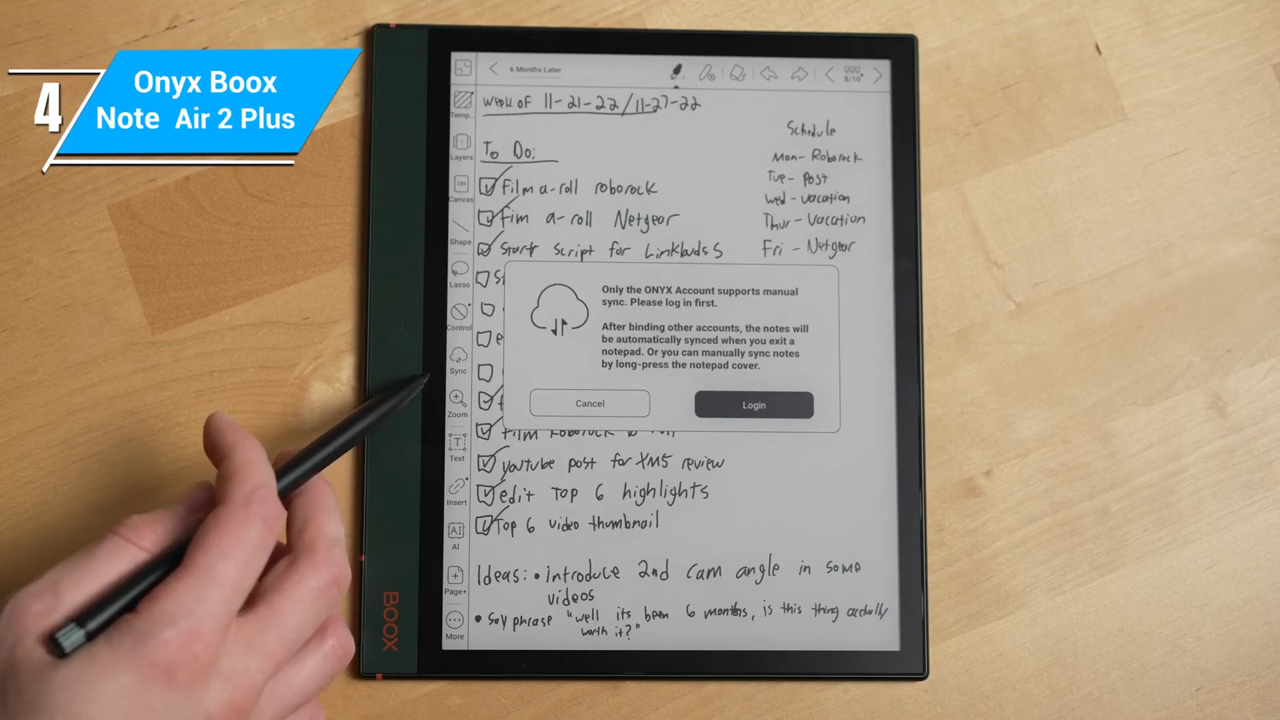 4
Onyx Boox
Note Air 2 Plus
6 Months Later
8/10
week of 11-21-22/11-27-22
Temp..
Layers
Canvas
Shape
Lasso
Control
Sync
Zoom
Text
Insert
AI
Page+
More
To Do:
film a-roll roborock
fim a-roll Netgear
Start script for Linkbuds S
St
e
film roborock
youtube post for XM5 review
edit Top 6 highlights
Top 6 video thumbnail
Ideas: • introduce 2nd cam angle in some
videos
• Say phrase "well its been 6 months, is this thing acctually
worth it?"
Schedule
Mon- Roborock
Tue- Post
Wed - vacation
Thur - Vacation
Fri - Netgear
Only the ONYX Account supports manual
sync. Please log in first.
After binding other accounts, the notes will
be automatically synced when you exit a
notepad. Or you can manually sync notes
by long-press the notepad cover.
Cancel
Login
BOOX